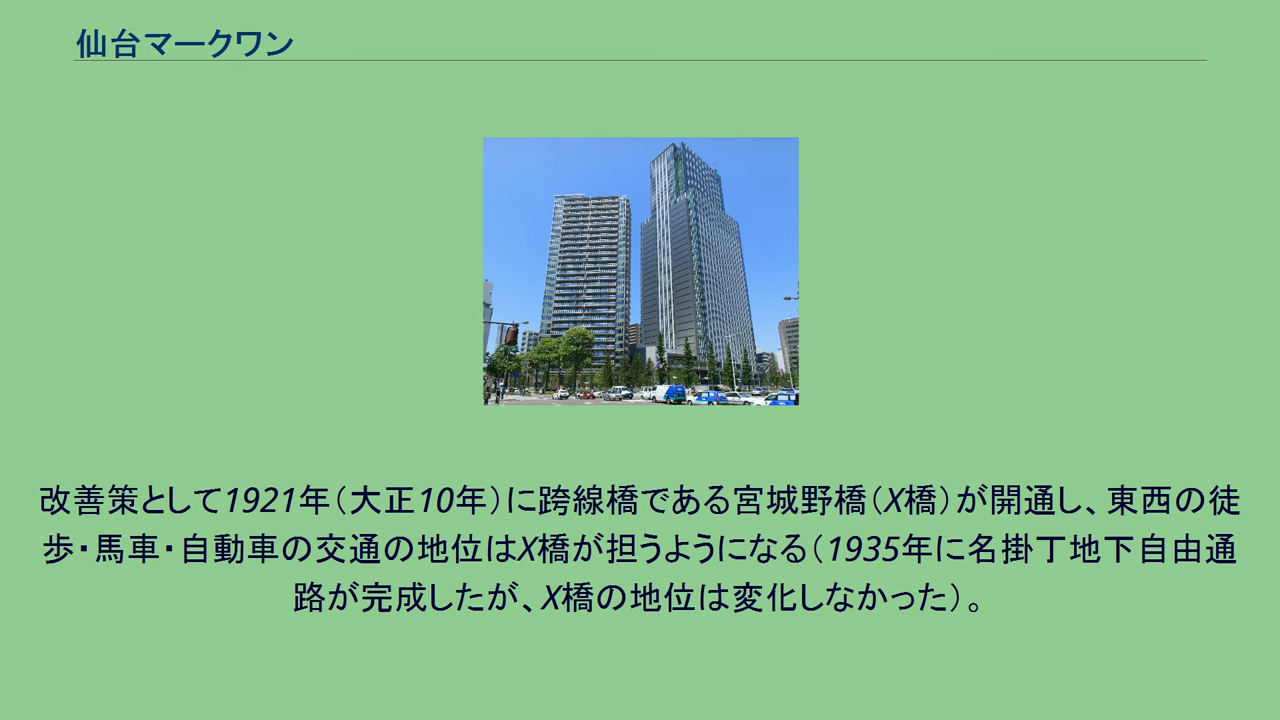 仙台マークワン
改善策として1921年（大正10年）に跨線橋である宮城野橋（X橋）が開通し、東西の徒
歩・馬車・自動車の交通の地位はX橋が担うようになる（1935年に名掛丁地下自由通
路が完成したが、X橋の地位は変化しなかった）。